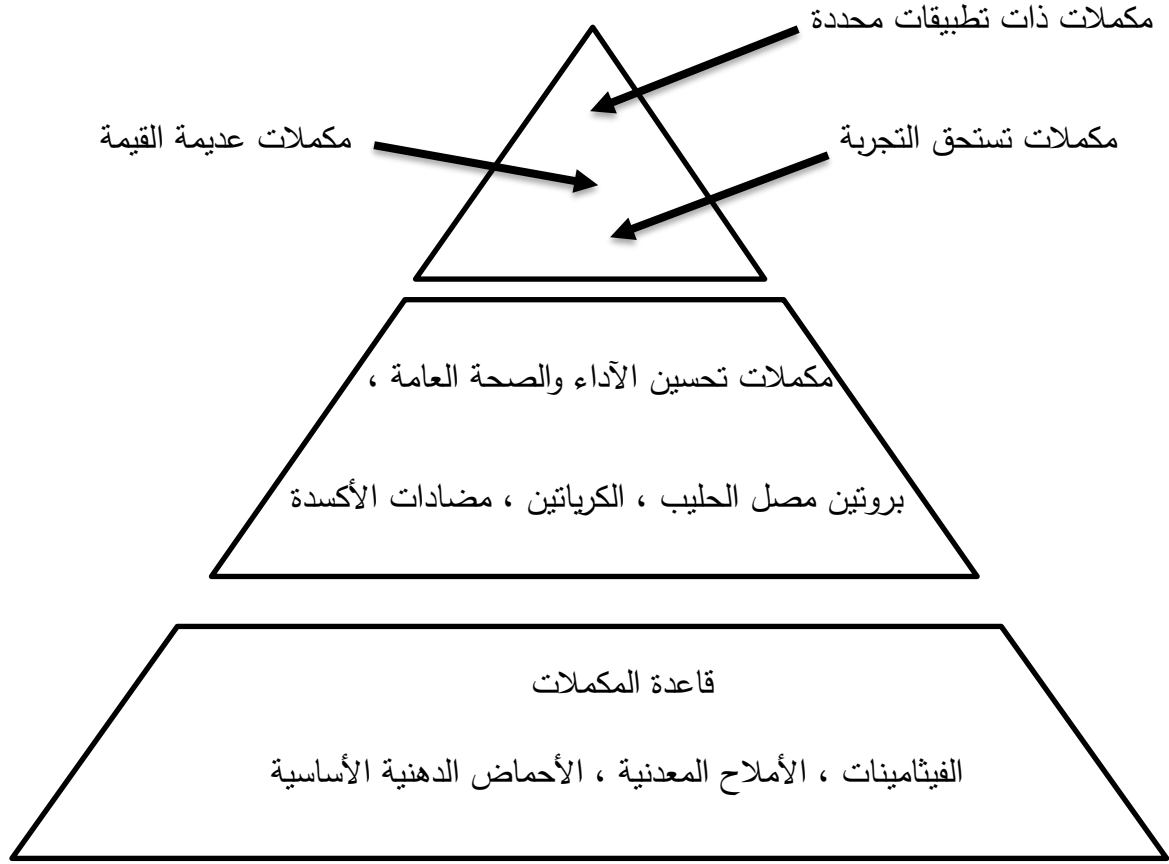 مكملات ذات تطبيقات محددة
مكملات تستحق التجربة
مكملات عديمة القيمة
مكملات تحسين الآداء والصحة العامة ،
بروتين مصل الحليب ، الكرياتين ، مضادات الأكسدة
قاعدة المكملات
الفيثامينات ، الأملاح المعدنية ، الأحماض الدهنية الأساسية